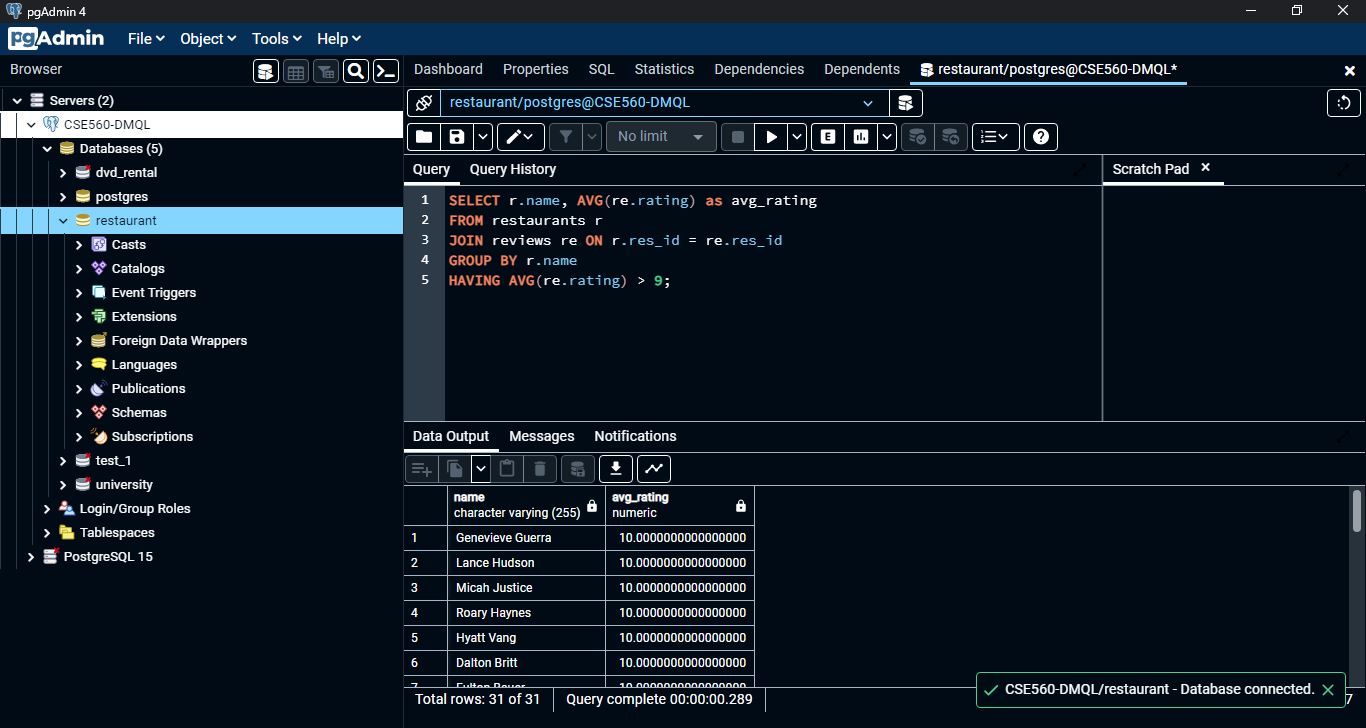 pgAdmin 4
pgAdmin File Object Tools Help
Browser
Dashboard Properties SQL Statistics Dependencies Dependents restaurant/postgres@CSE560-DMQL*
Servers (2)
CSE560-DMQL
Databases (5)
dvd_rental
postgres
restaurant
Casts
Catalogs
Event Triggers
Extensions
Foreign Data Wrappers
Languages
Publications
Schemas
Subscriptions
test_1
university
Login/Group Roles
Tablespaces
PostgreSQL 15
restaurant/postgres@CSE560-DMQL
No limit
E
Query Query History
Scratch Pad
1 SELECT r.name, AVG(re.rating) as avg_rating
2 FROM restaurants r
3 JOIN reviews re ON r.res_id = re.res_id
4 GROUP BY r.name
5 HAVING AVG(re.rating) > 9;
Data Output Messages Notifications
name avg_rating
character varying (255) numeric
1 Genevieve Guerra 10.0000000000000000
2 Lance Hudson 10.0000000000000000
3 Micah Justice 10.0000000000000000
4 Roary Haynes 10.0000000000000000
5 Hyatt Vang 10.0000000000000000
6 Dalton Britt 10.0000000000000000
Total rows: 31 of 31 Query complete 00:00:00.289
CSE560-DMQL/restaurant - Database connected.